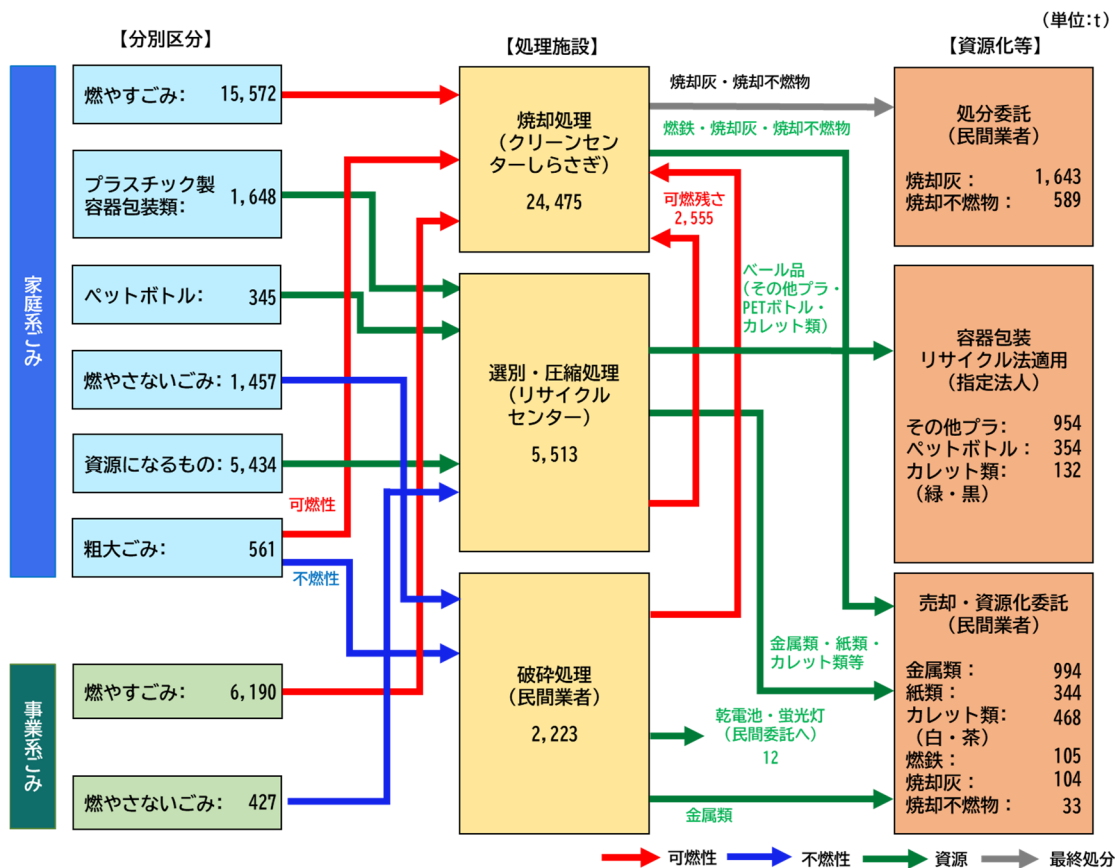 (単位:t)
【分別区分】
【処理施設】
【資源化等】
家庭系ごみ
燃やすごみ: 15,572
プラスチック製
容器包装類: 1,648
ペットボトル: 345
燃やさないごみ: 1,457
資源になるもの: 5,434
粗大ごみ: 561
可燃性
不燃性
事業系ごみ
燃やすごみ: 6,190
燃やさないごみ: 427
焼却処理
(クリーンセン
ターしらさぎ)
24,475
選別・圧縮処理
(リサイクル
センター)
5,513
破砕処理
(民間業者)
2,223
焼却灰・焼却不燃物
燃鉄・焼却灰・焼却不燃物
可燃残さ
2,555
ベール品
(その他プラ・
PETボトル・
カレット類)
金属類・紙類・
カレット類等
乾電池・蛍光灯
(民間委託へ)
12
金属類
処分委託
(民間業者)
焼却灰: 1,643
焼却不燃物: 589
容器包装
リサイクル法適用
(指定法人)
その他プラ: 954
ペットボトル: 354
カレット類: 132
(緑・黒)
売却・資源化委託
(民間業者)
金属類: 994
紙類: 344
カレット類: 468
(白・茶)
燃鉄: 105
焼却灰: 104
焼却不燃物: 33
可燃性
不燃性
資源
最終処分